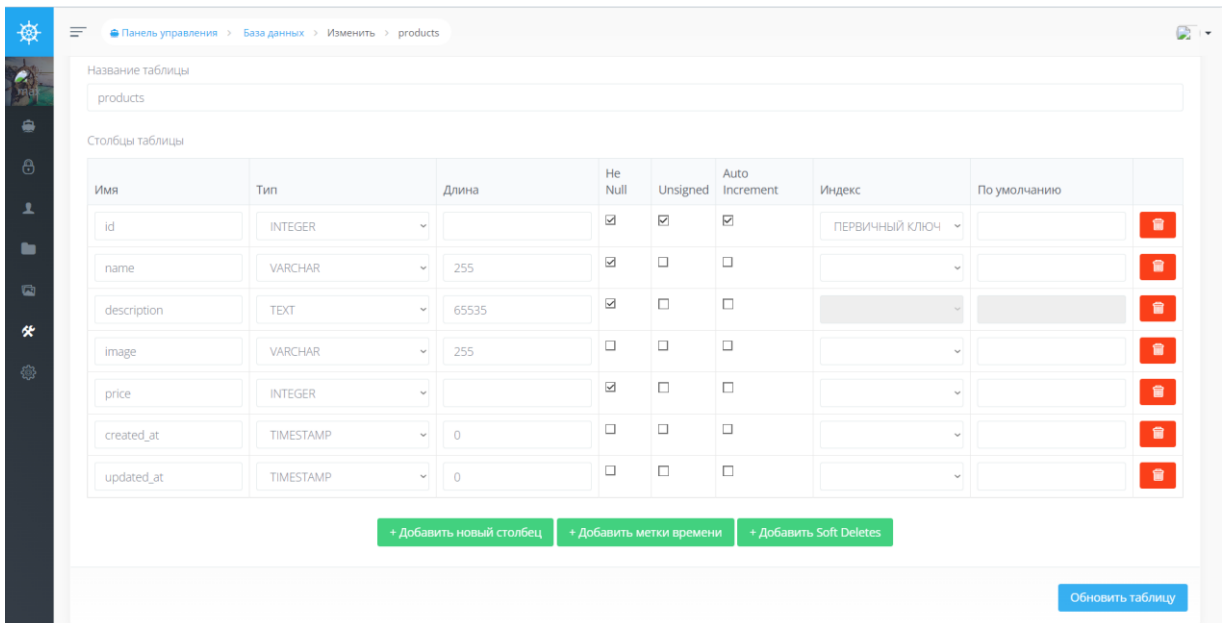 Панель управления > База данных > Изменить > products
Название таблицы
products
Столбцы таблицы
Имя Тип Длина Не Null Unsigned Auto Increment Индекс По умолчанию
id INTEGER ПЕРВИЧНЫЙ КЛЮЧ
name VARCHAR 255
description TEXT 65535
image VARCHAR 255
price INTEGER
created_at TIMESTAMP 0
updated_at TIMESTAMP 0
+ Добавить новый столбец + Добавить метки времени + Добавить Soft Deletes
Обновить таблицу